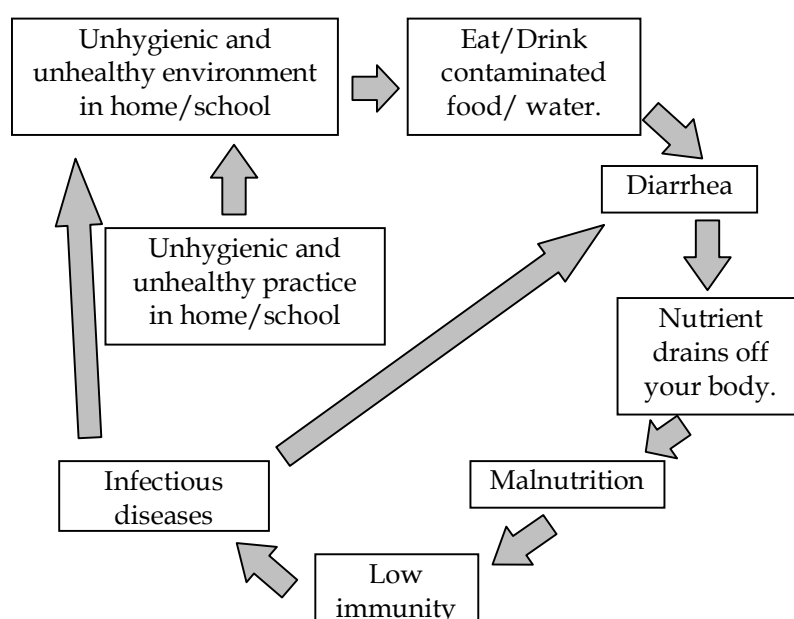 Unhygienic and
unhealthy environment
in home/school
Eat/Drink
contaminated
food/ water.
Diarrhea
Unhygienic and
unhealthy practice
in home/school
Nutrient
drains off
your body.
Infectious
diseases
Malnutrition
Low
immunity